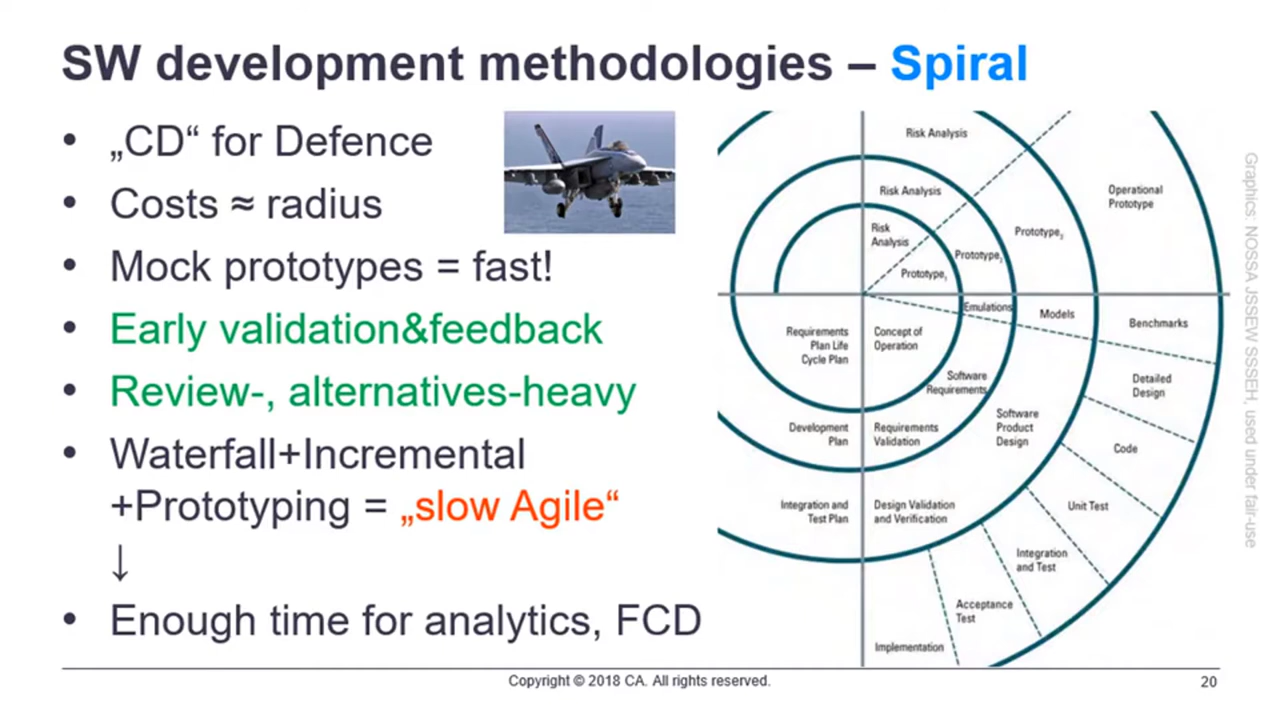 SW development methodologies – Spiral
• „CD“ for Defence
• Costs ≈ radius
• Mock prototypes = fast!
• Early validation&feedback
• Review-, alternatives-heavy
• Waterfall+Incremental
+Prototyping = „slow Agile“
↓
• Enough time for analytics, FCD
Risk Analysis
Risk Analysis
Risk
Analysis
Prototype₁
Prototype
Prototype
Operational
Prototype
Emulations
Models
Benchmarks
Requirements
Plan Life
Cycle Plan
Concept of
Operation
Software
Requirements
Detailed
Design
Development
Plan
Requirements
Validation
Software
Product
Design
Code
Integration and
Test Plan
Design Validation
and Verification
Unit Test
Integration
and Test
Acceptance
Test
Implementation
Graphics: NOSSA JSSEW SSSEH, used under fair-use
Copyright © 2018 CA. All rights reserved.
20